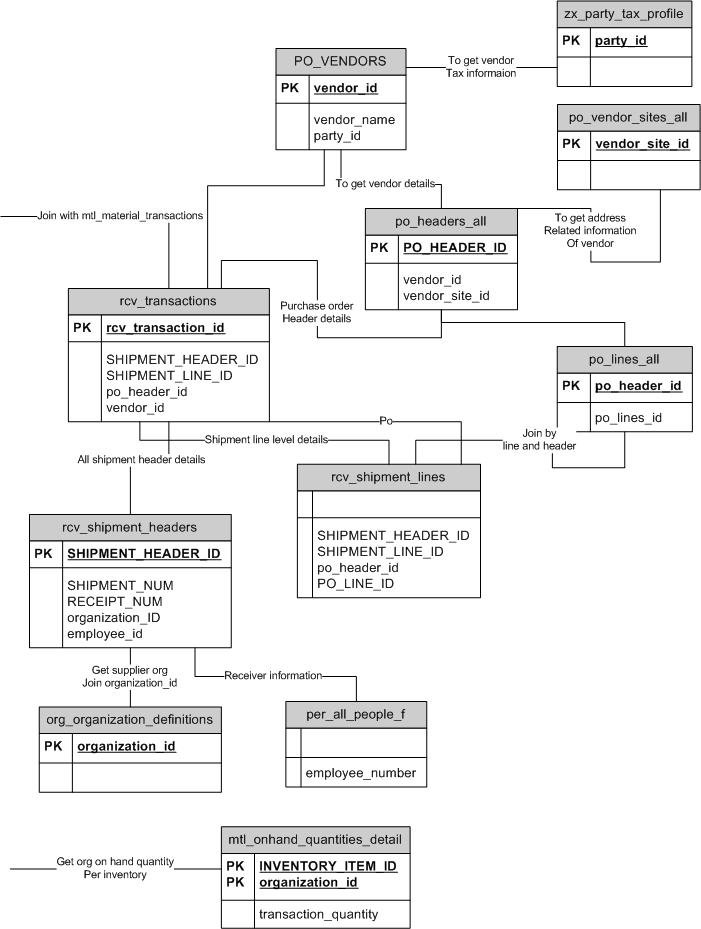 zx_party_tax_profile
PK party_id
PO_VENDORS
PK vendor_id
vendor_name
party_id
To get vendor
Tax informaion
po_vendor_sites_all
PK vendor_site_id
To get vendor details
Join with mtl_material_transactions
po_headers_all
PK PO_HEADER_ID
vendor_id
vendor_site_id
To get address
Related information
Of vendor
rcv_transactions
PK rcv_transaction_id
SHIPMENT_HEADER_ID
SHIPMENT_LINE_ID
po_header_id
vendor_id
Purchase order
Header details
po_lines_all
PK po_header_id
po_lines_id
Po
Shipment line level details
Join by
line and header
All shipment header details
rcv_shipment_lines
SHIPMENT_HEADER_ID
SHIPMENT_LINE_ID
po_header_id
PO_LINE_ID
rcv_shipment_headers
PK SHIPMENT_HEADER_ID
SHIPMENT_NUM
RECEIPT_NUM
organization_ID
employee_id
Get supplier org
Join organization_id
Receiver information
org_organization_definitions
PK organization_id
per_all_people_f
employee_number
Get org on hand quantity
Per inventory
mtl_onhand_quantities_detail
PK INVENTORY_ITEM_ID
PK organization_id
transaction_quantity